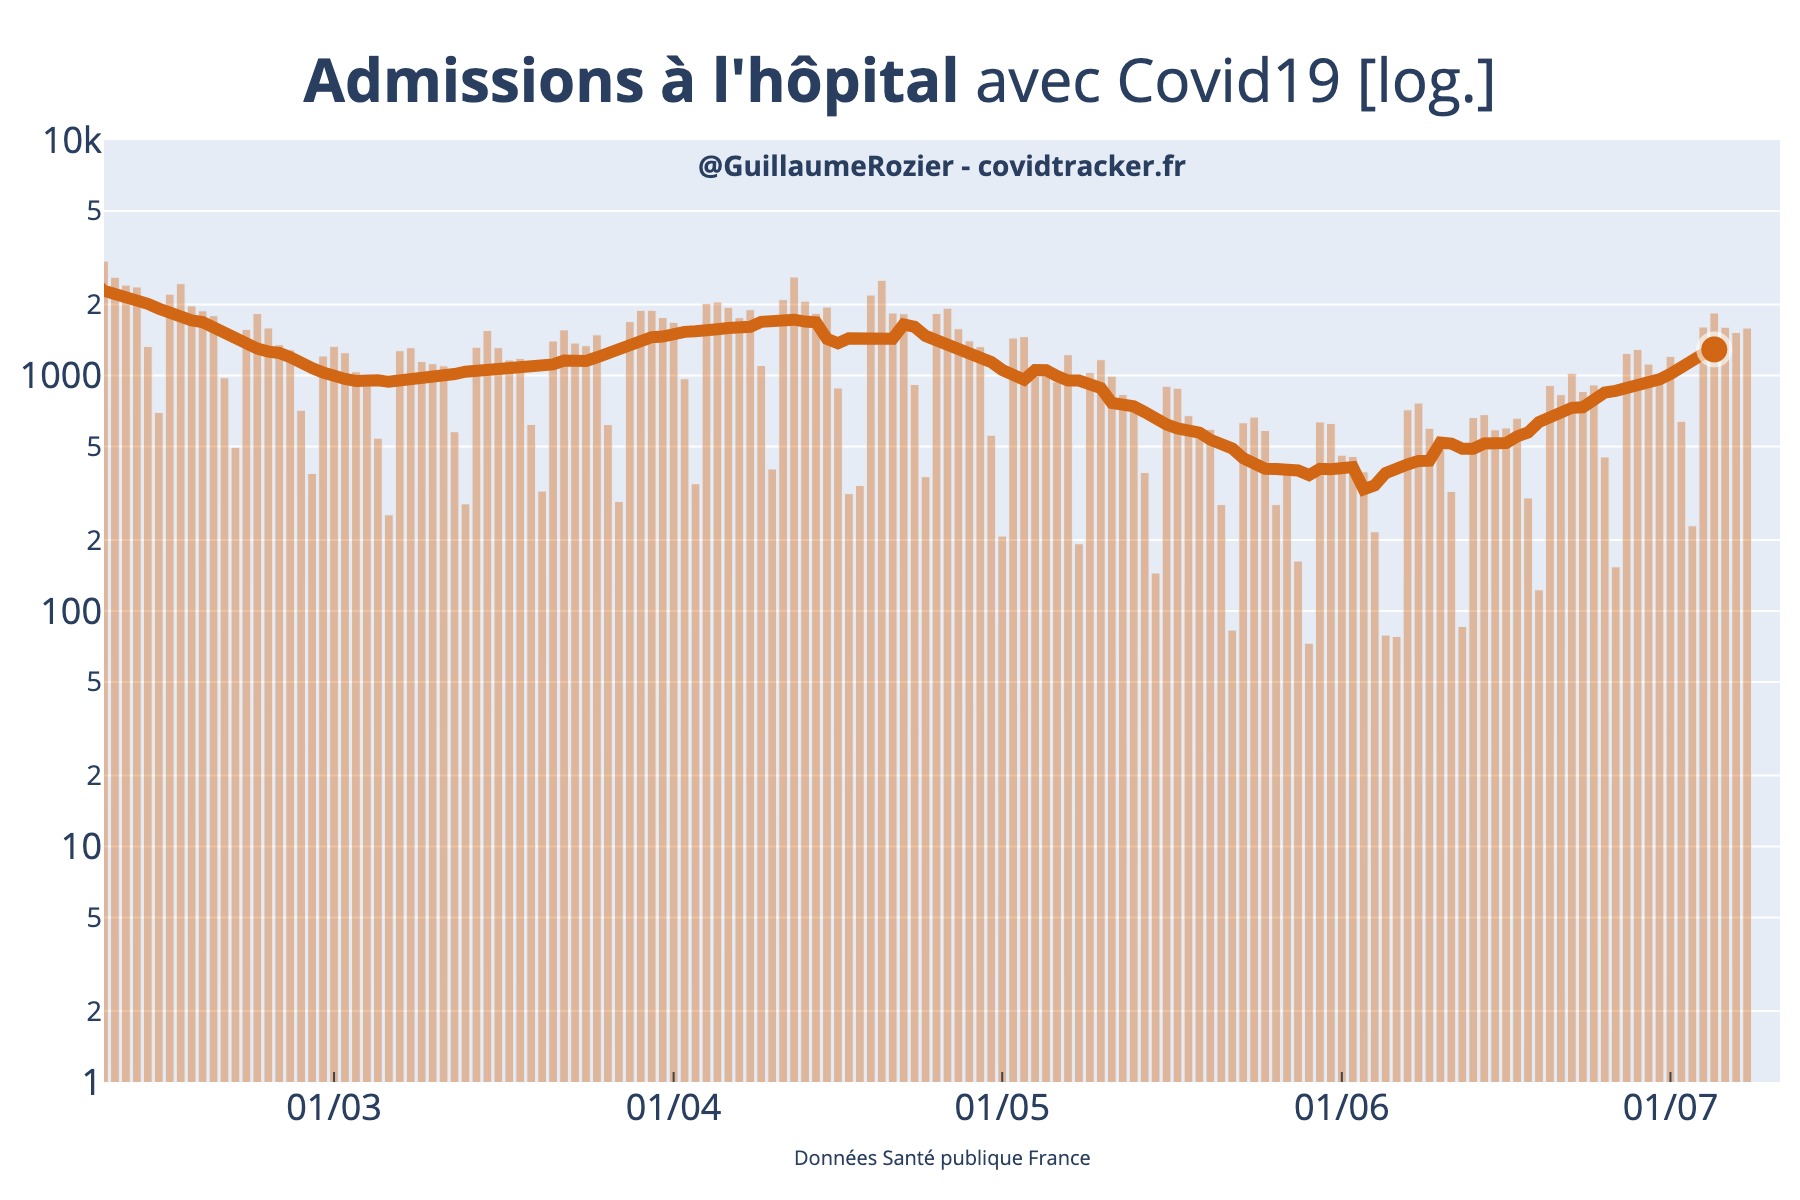 Admissions à l'hôpital avec Covid19 [log.]
@GuillaumeRozier - covidtracker.fr
10k
5
2
1000
5
2
100
5
2
10
5
2
1
01/03 01/04 01/05 01/06 01/07
Données Santé publique France